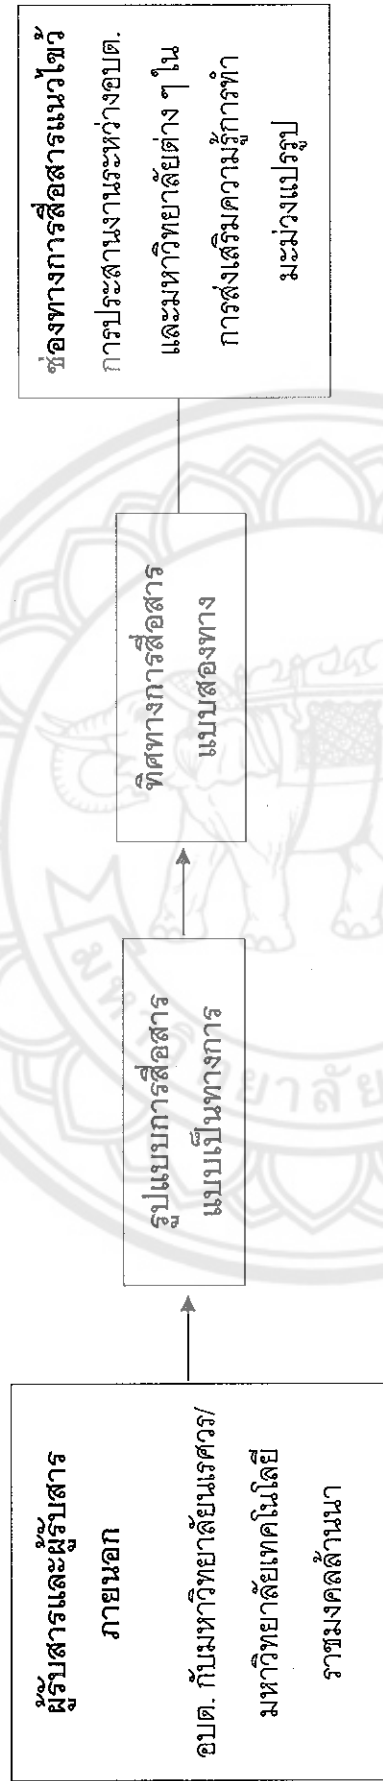 ผู้รับสารและผู้รับสาร
ภายนอก
อบต. กับมหาวิทยาลัยนเรศวร/
มหาวิทยาลัยเทคโนโลยี
ราชมงคลล้านนา
รูปแบบการสื่อสาร
แบบเป็นทางการ
ทิศทางการสื่อสาร
แบบสองทาง
ช่องทางการสื่อสารแนวไขว้
การประสานงานระหว่างอบต.
และมหาวิทยาลัยต่าง ๆ ใน
การส่งเสริมความรู้การทำ
มะม่วงแปรรูป